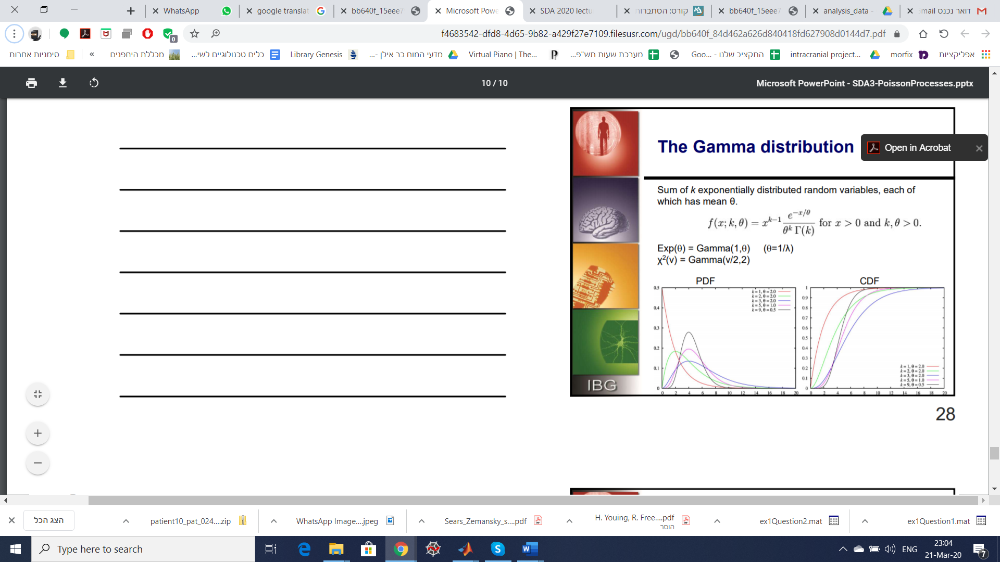 WhatsApp
google translat
bb640f_15eee7
Microsoft Powe
SDA 2020 lectu
קורס: הסתברות
bb640f_15eee7
analysis_data -
דואר נכנס
f4683542-dfd8-4d65-9b82-a429f27e7109.filesusr.com/ugd/bb640f_84d462a626d840418fd627908d0144d7.pdf
0
סימניות אחרות
«
מכללת היחפנים
כלים טכנולוגיים לשי...
Library Genesis
מדעי המוח בר אילן -...
Virtual Piano | The...
מערכת שעות תש"פ...
Goo... - התקציב שלנו
intracranial project...
morfix
אפליקציות
10 / 10
Microsoft PowerPoint - SDA3-PoissonProcesses.pptx
The Gamma distribution
Open in Acrobat
Sum of k exponentially distributed random variables, each of
which has mean θ.
f(x; k, θ) = x^{k−1} e^{−x/θ} / (θ^k Γ(k)) for x > 0 and k, θ > 0.
Exp(θ) = Gamma(1,θ) (θ=1/λ)
χ²(ν) = Gamma(ν/2,2)
PDF
0.5
0.4
0.3
0.2
0.1
0
0 2 4 6 8 10 12 14 16 18 20
k = 1, θ = 2.0
k = 2, θ = 2.0
k = 3, θ = 2.0
k = 5, θ = 1.0
k = 9, θ = 0.5
CDF
1
0.9
0.8
0.7
0.6
0.5
0.4
0.3
0.2
0.1
0
0 2 4 6 8 10 12 14 16 18 20
k = 1, θ = 2.0
k = 2, θ = 2.0
k = 3, θ = 2.0
k = 5, θ = 1.0
k = 9, θ = 0.5
IBG
28
הצג הכל
patient10_pat_024....zip
WhatsApp Image....jpeg
Sears_Zemansky_s....pdf
H. Youing, R. Free....pdf
הוסר
ex1Question2.mat
ex1Question1.mat
Type here to search
ENG
23:04
21-Mar-20
7